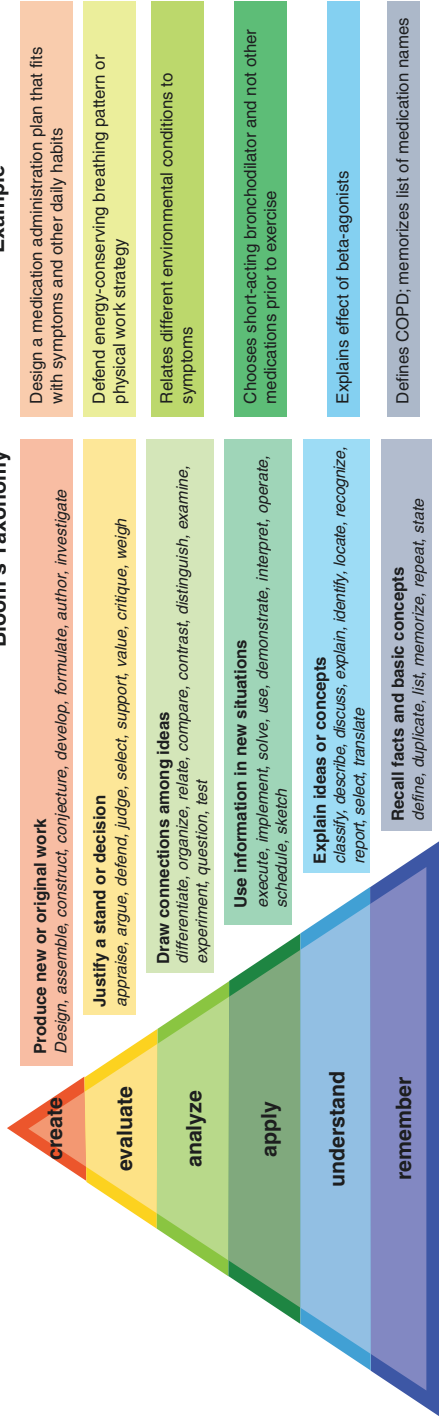 Bloom's Taxonomy
Example
create
Produce new or original work
Design, assemble, construct, conjecture, develop, formulate, author, investigate
Design a medication administration plan that fits
with symptoms and other daily habits
evaluate
Justify a stand or decision
appraise, argue, defend, judge, select, support, value, critique, weigh
Defend energy-conserving breathing pattern or
physical work strategy
analyze
Draw connections among ideas
differentiate, organize, relate, compare, contrast, distinguish, examine,
experiment, question, test
Relates different environmental conditions to
symptoms
apply
Use information in new situations
execute, implement, solve, use, demonstrate, interpret, operate,
schedule, sketch
Chooses short-acting bronchodilator and not other
medications prior to exercise
understand
Explain ideas or concepts
classify, describe, discuss, explain, identify, locate, recognize,
report, select, translate
Explains effect of beta-agonists
remember
Recall facts and basic concepts
define, duplicate, list, memorize, repeat, state
Defines COPD; memorizes list of medication names